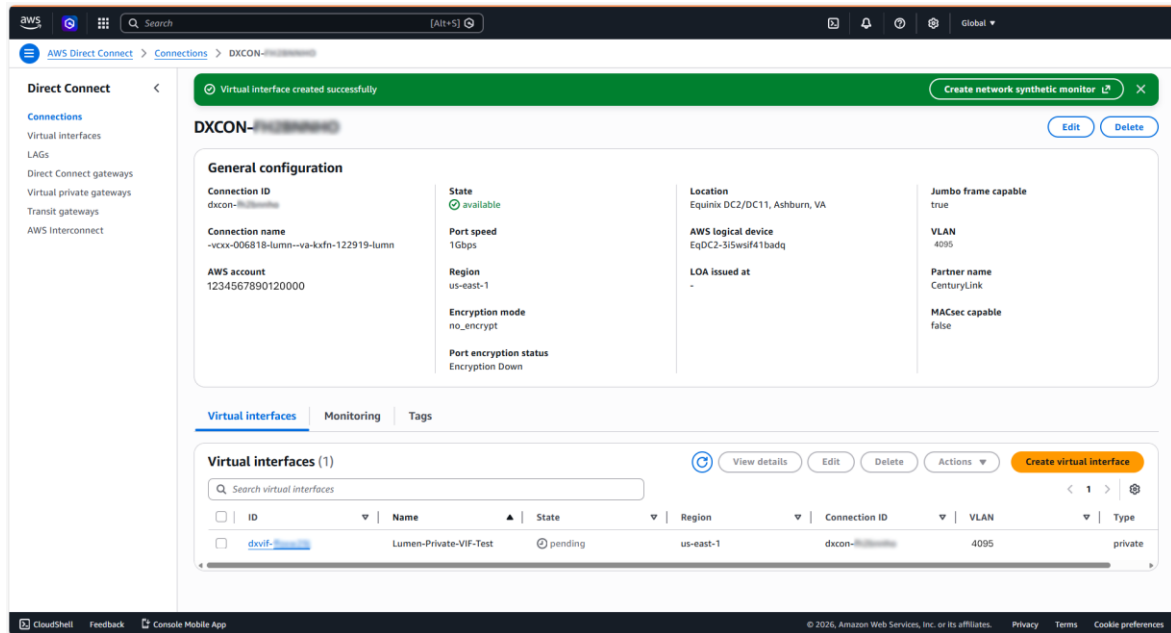 aws
Search [Alt+S]
Global
AWS Direct Connect > Connections > DXCON-
Direct Connect
Connections
Virtual interfaces
LAGs
Direct Connect gateways
Virtual private gateways
Transit gateways
AWS Interconnect
Virtual interface created successfully
Create network synthetic monitor
DXCON-
Edit
Delete
General configuration
Connection ID
dxcon-
Connection name
-vcxx-006818-lumn--va-kxfn-122919-lumn
AWS account
1234567890120000
State
available
Port speed
1Gbps
Region
us-east-1
Encryption mode
no_encrypt
Port encryption status
Encryption Down
Location
Equinix DC2/DC11, Ashburn, VA
AWS logical device
EqDC2-3i5wsif41badq
LOA issued at
-
Jumbo frame capable
true
VLAN
4095
Partner name
CenturyLink
MACsec capable
false
Virtual interfaces
Monitoring
Tags
Virtual interfaces (1)
View details
Edit
Delete
Actions
Create virtual interface
Search virtual interfaces
< 1 >
ID Name State Region Connection ID VLAN Type
dxvif- Lumen-Private-VIF-Test pending us-east-1 dxcon- 4095 private
CloudShell Feedback Console Mobile App © 2026, Amazon Web Services, Inc. or its affiliates. Privacy Terms Cookie preferences